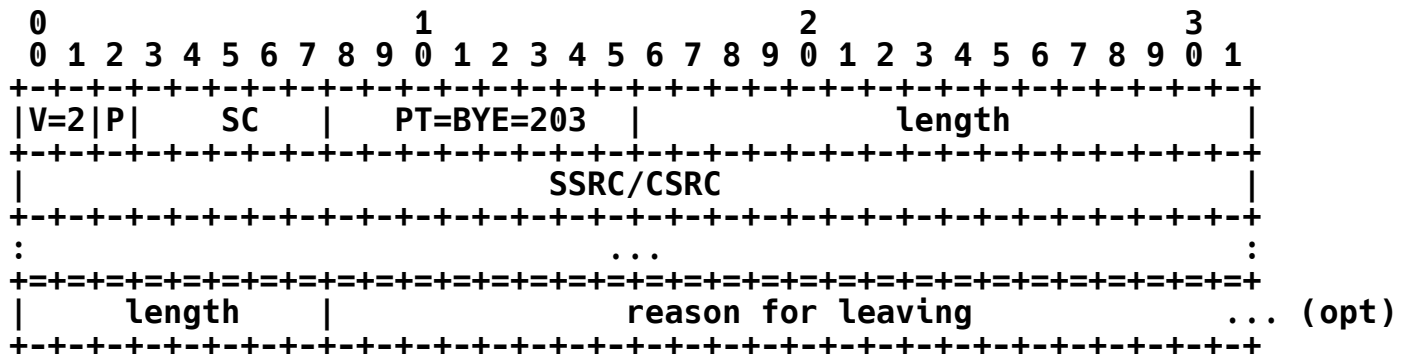 0                   1                   2                   3
 0 1 2 3 4 5 6 7 8 9 0 1 2 3 4 5 6 7 8 9 0 1 2 3 4 5 6 7 8 9 0 1
+-+-+-+-+-+-+-+-+-+-+-+-+-+-+-+-+-+-+-+-+-+-+-+-+-+-+-+-+-+-+-+-+
|V=2|P|    SC   |   PT=BYE=203  |             length            |
+-+-+-+-+-+-+-+-+-+-+-+-+-+-+-+-+-+-+-+-+-+-+-+-+-+-+-+-+-+-+-+-+
|                           SSRC/CSRC                           |
+-+-+-+-+-+-+-+-+-+-+-+-+-+-+-+-+-+-+-+-+-+-+-+-+-+-+-+-+-+-+-+-+
:                              ...                              :
+=+=+=+=+=+=+=+=+=+=+=+=+=+=+=+=+=+=+=+=+=+=+=+=+=+=+=+=+=+=+=+=+
|     length    |               reason for leaving             ... (opt)
+-+-+-+-+-+-+-+-+-+-+-+-+-+-+-+-+-+-+-+-+-+-+-+-+-+-+-+-+-+-+-+-+